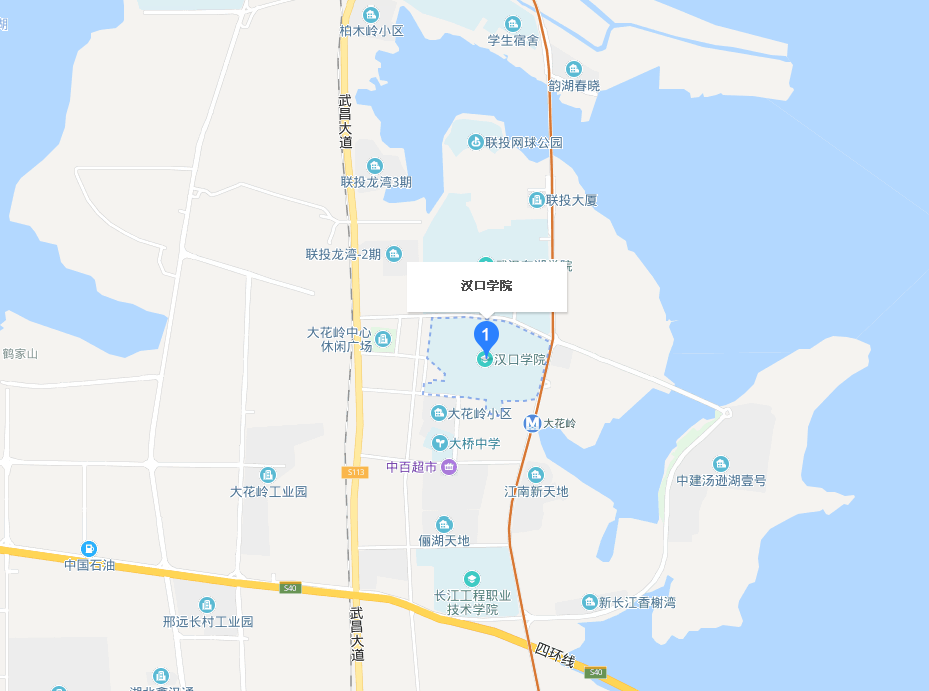 湖
柏木岭小区
学生宿舍
韵湖春晓
武昌大道
联投网球公园
联投龙湾3期
联投大厦
联投龙湾-2期
汉口学院
1
大花岭中心
休闲广场
鹤家山
汉口学院
大花岭小区
M
大花岭
大桥中学
中百超市
S113
中建汤逊湖壹号
大花岭工业园
江南新天地
俪湖天地
中国石油
S40
长江工程职业
技术学院
新长江香榭湾
邢远长村工业园
武昌大道
四环线
S40